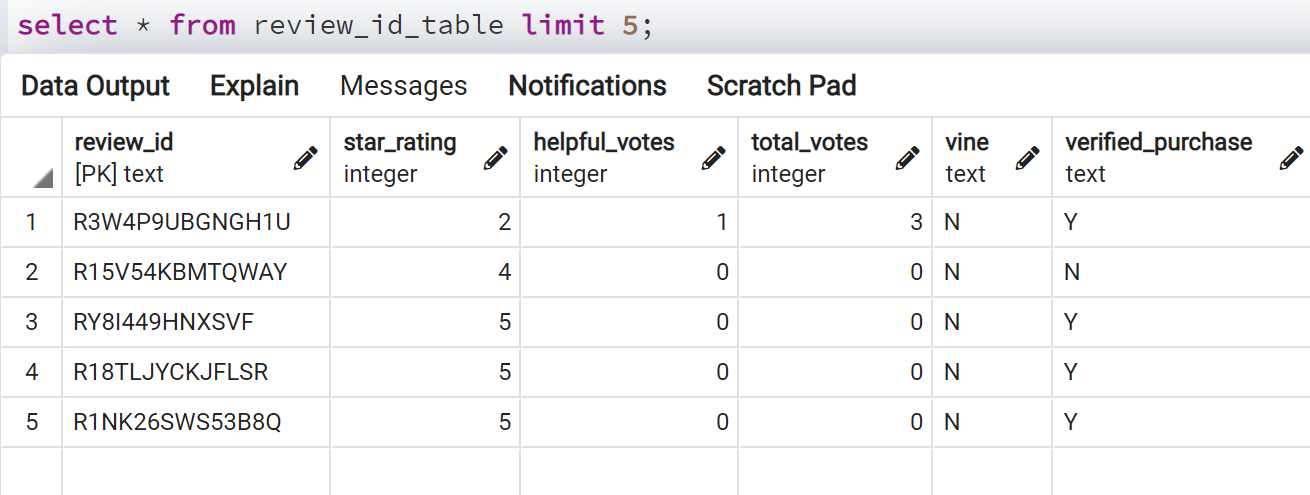 select * from review_id_table limit 5;
Data Output Explain Messages Notifications Scratch Pad
review_id star_rating helpful_votes total_votes vine verified_purchase
[PK] text integer integer integer text text
1 R3W4P9UBGNGH1U 2 1 3 N Y
2 R15V54KBMTQWAY 4 0 0 N N
3 RY8I449HNXSVF 5 0 0 N Y
4 R18TLJYCKJFLSR 5 0 0 N Y
5 R1NK26SWS53B8Q 5 0 0 N Y